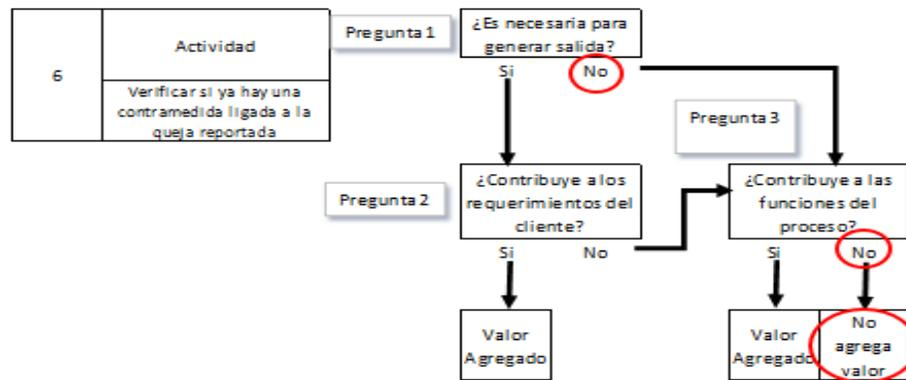 6
Actividad
Verificar si ya hay una
contramedida ligada a la
queja reportada
Pregunta 1
¿Es necesaria para
generar salida?
Si
No
Pregunta 3
Pregunta 2
¿Contribuye a los
requerimientos del
cliente?
Si
No
¿Contribuye a las
funciones del
proceso?
Si
No
Valor
Agregado
Valor
Agregado
No
agrega
valor